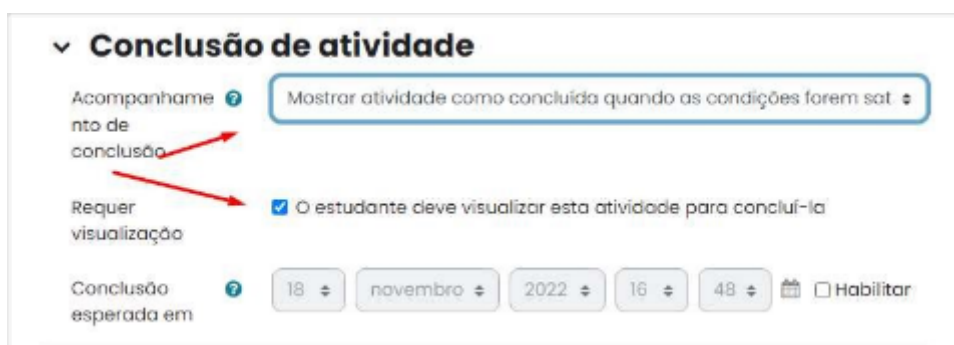 Conclusão de atividade
Acompanhame
nto de
conclusão
Mostrar atividade como concluída quando as condições forem sat
Requer
visualização
O estudante deve visualizar esta atividade para concluí-la
Conclusão
esperada em
18 novembro 2022 16 48 Habilitar